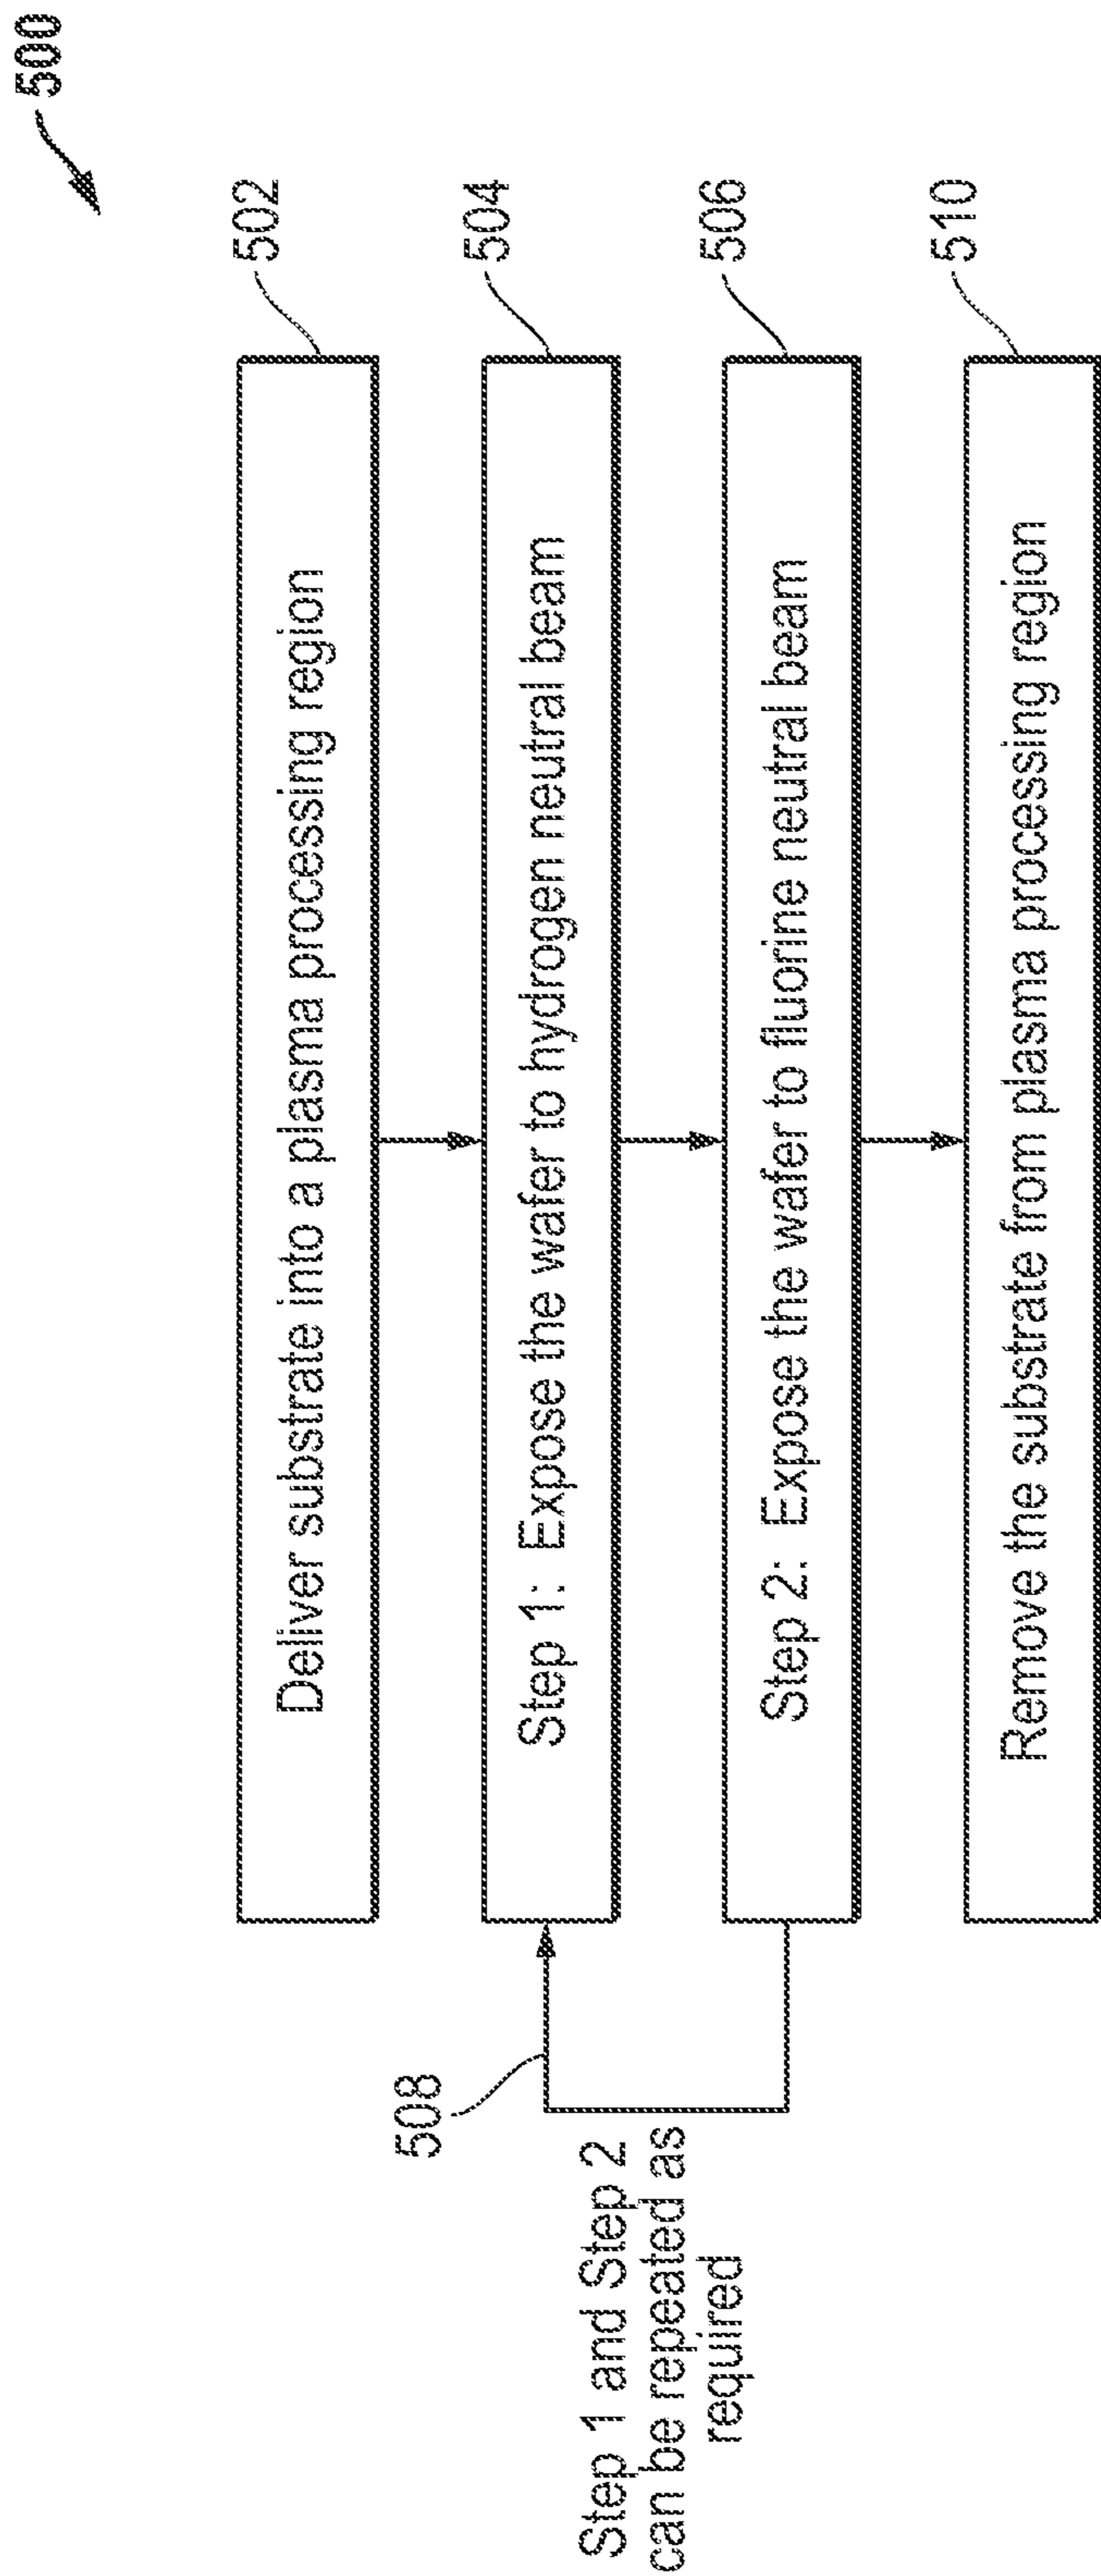 500
Deliver substrate into a plasma processing region
502
Step 1: Expose the wafer to hydrogen neutral beam
504
508
Step 1 and Step 2
can be repeated as
required
Step 2: Expose the wafer to fluorine neutral beam
506
Remove the substrate from plasma processing region
510